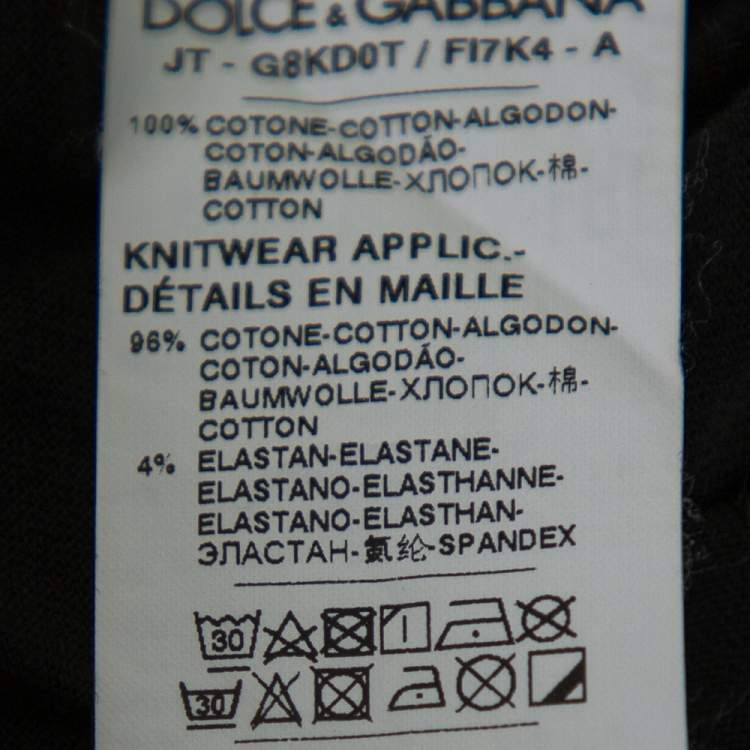 DOLCE & GABBANA
JT - G8KD0T / FI7K4 - A
100% COTONE-COTTON-ALGODON-
COTON-ALGODÃO-
BAUMWOLLE-ХЛОПОК-棉-
COTTON
KNITWEAR APPLIC.-
DÉTAILS EN MAILLE
96% COTONE-COTTON-ALGODON-
COTON-ALGODÃO-
BAUMWOLLE-ХЛОПОК-棉-
COTTON
4% ELASTAN-ELASTANE-
ELASTANO-ELASTHANNE-
ELASTANO-ELASTHAN-
ЭЛАСТАН-氨纶-SPANDEX
30
30